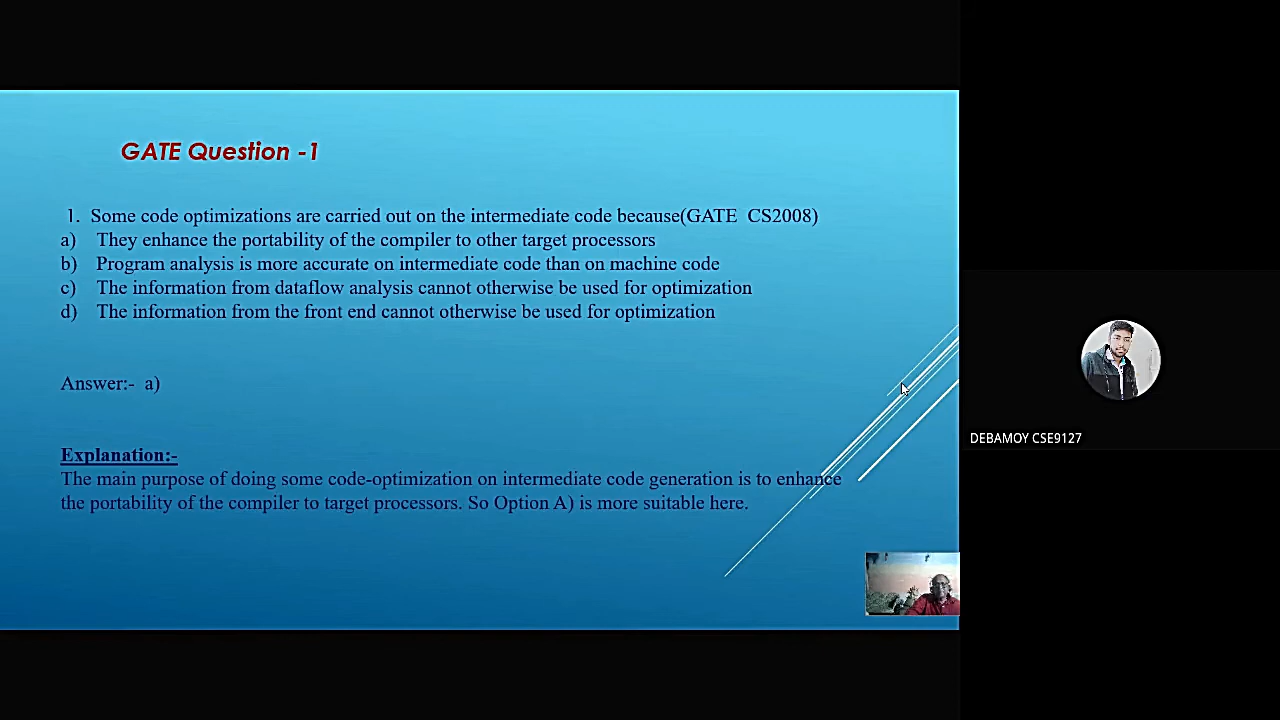 GATE Question -1
1. Some code optimizations are carried out on the intermediate code because(GATE CS2008)
a) They enhance the portability of the compiler to other target processors
b) Program analysis is more accurate on intermediate code than on machine code
c) The information from dataflow analysis cannot otherwise be used for optimization
d) The information from the front end cannot otherwise be used for optimization
Answer:- a)
Explanation:-
The main purpose of doing some code-optimization on intermediate code generation is to enhance
the portability of the compiler to target processors. So Option A) is more suitable here.
DEBAMOY CSE9127